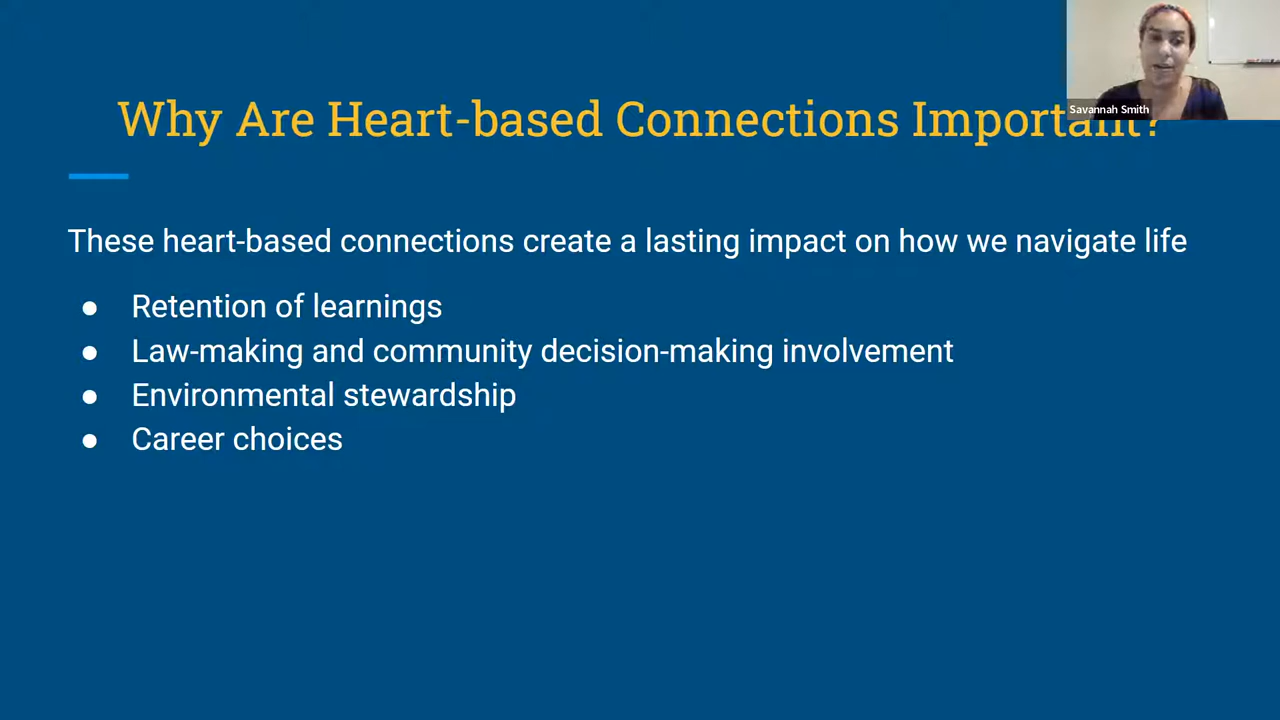 Why Are Heart-based Connections Important?
Savannah Smith
These heart-based connections create a lasting impact on how we navigate life
● Retention of learnings
● Law-making and community decision-making involvement
● Environmental stewardship
● Career choices